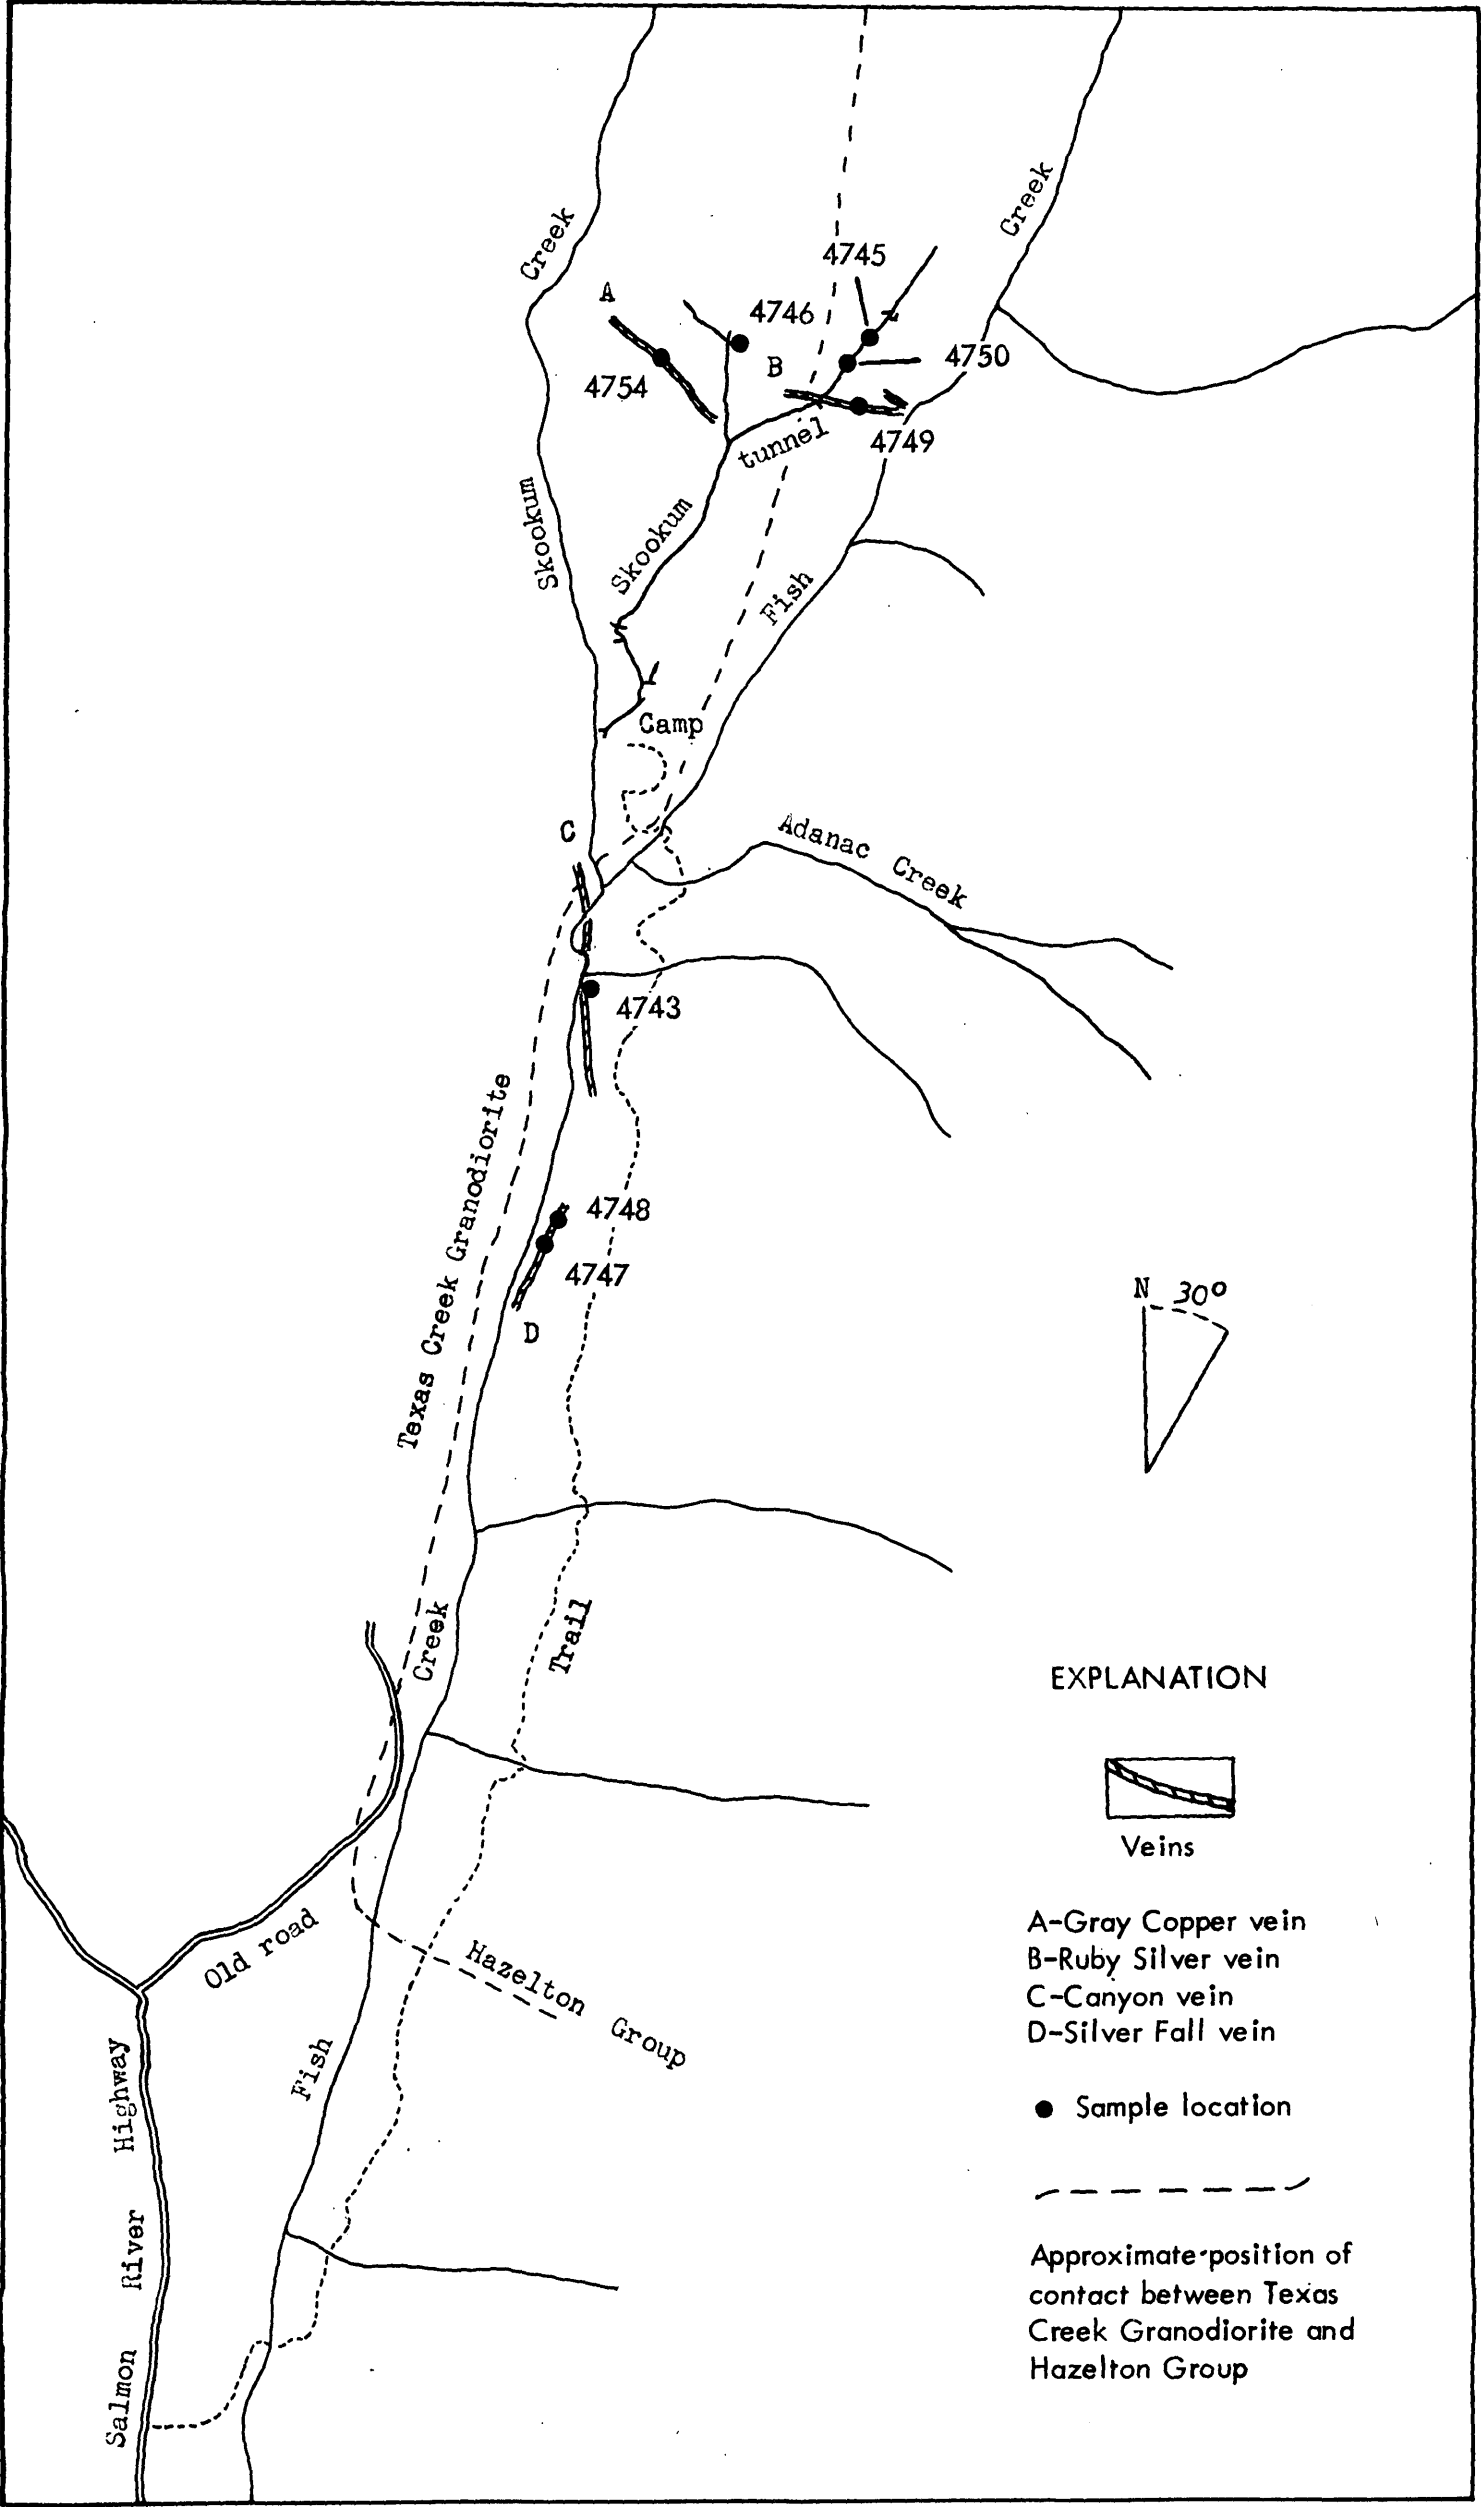 Creek
Creek
4745
A
4746
B
4750
4754
4749
tunnel
Skookum
Skookum
Fish
Camp
C
Adanac Creek
4743
Texas Creek Granodiorite
4748
4747
D
N 30°
Creek
Trail
EXPLANATION
Veins
Old road
Hazelton Group
A-Gray Copper vein
B-Ruby Silver vein
C-Canyon vein
D-Silver Fall vein
Fish
Salmon River Highway
Sample location
Approximate position of
contact between Texas
Creek Granodiorite and
Hazelton Group